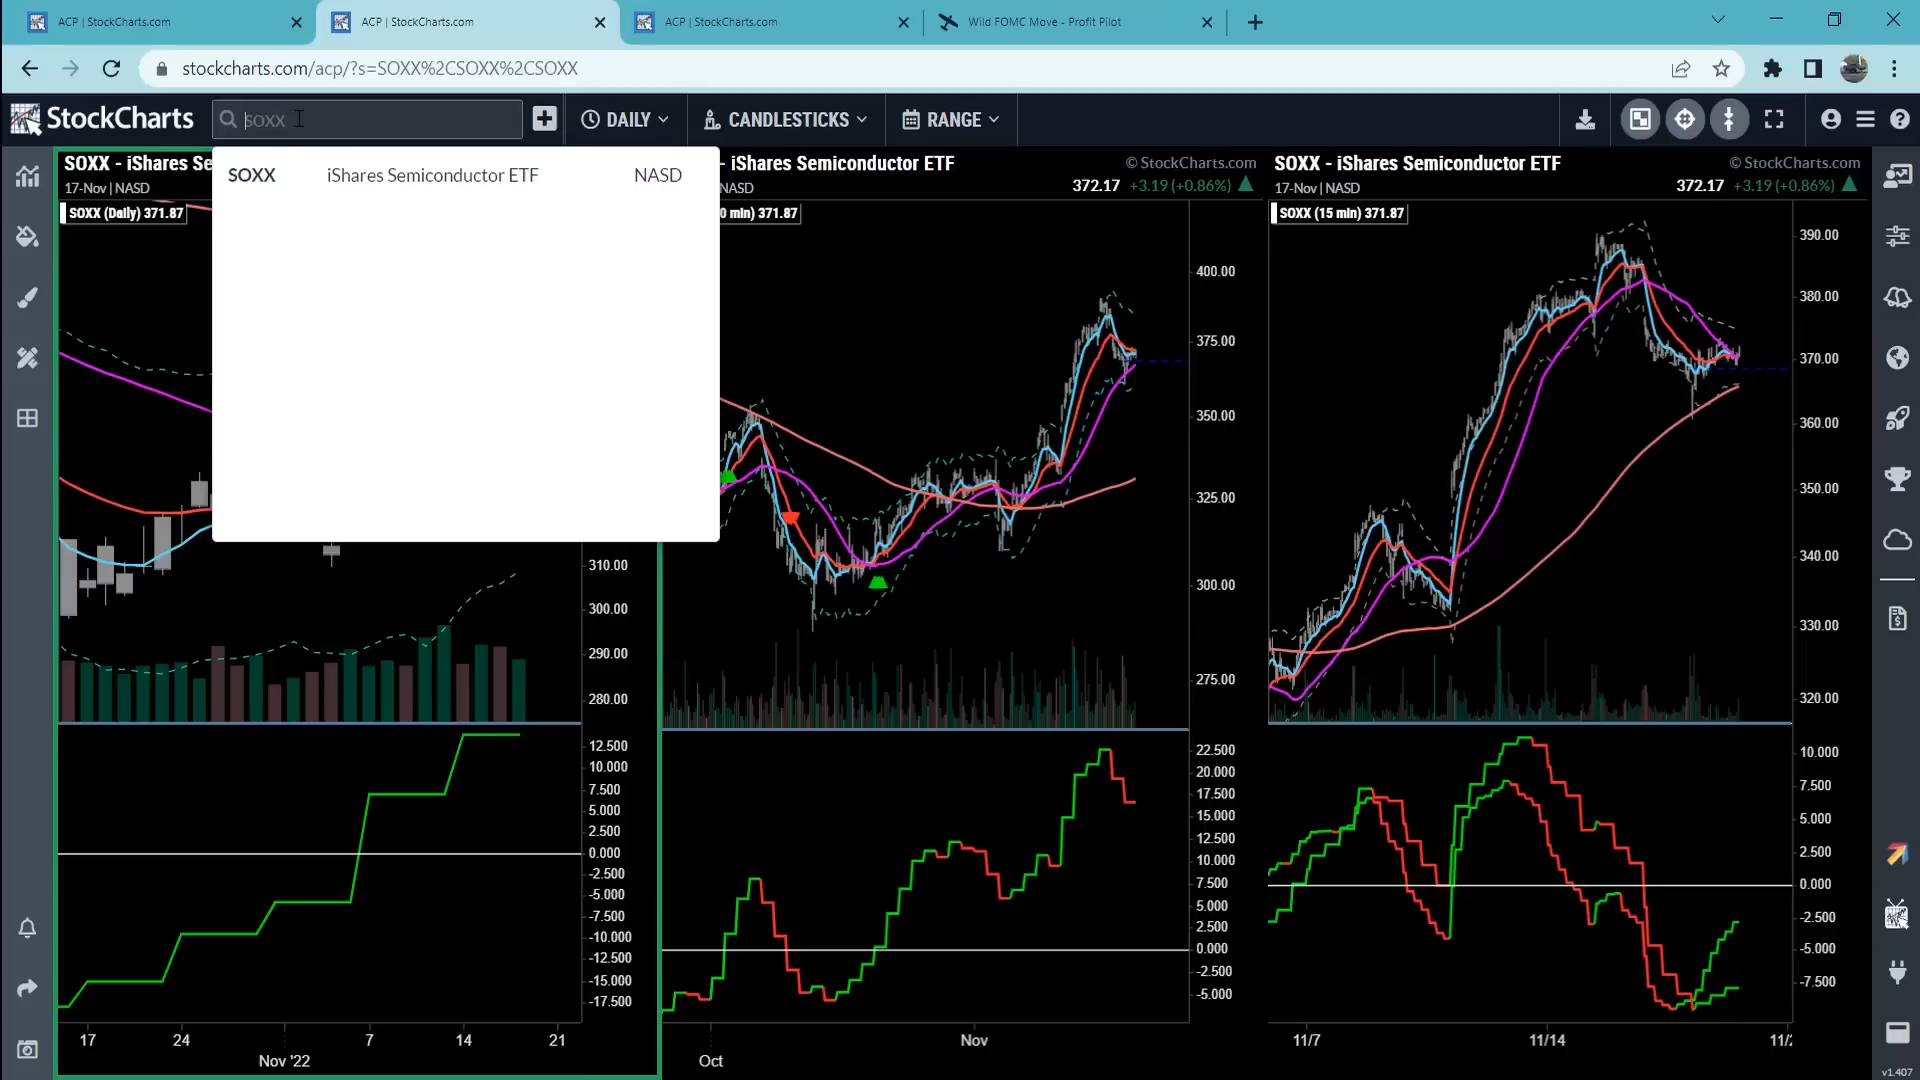 ACP | StockCharts.com
ACP | StockCharts.com
ACP | StockCharts.com
Wild FOMC Move - Profit Pilot
stockcharts.com/acp/?s=SOXX%2CSOXX%2CSOXX
StockCharts
soxx
DAILY
CANDLESTICKS
RANGE
SOXX - iShares Se
17-Nov | NASD
SOXX (Daily) 371.87
SOXX iShares Semiconductor ETF NASD
- iShares Semiconductor ETF
© StockCharts.com
NASD
372.17 +3.19 (+0.86%)
0 min) 371.87
SOXX - iShares Semiconductor ETF
© StockCharts.com
17-Nov | NASD
372.17 +3.19 (+0.86%)
SOXX (15 min) 371.87
310.00
300.00
290.00
280.00
12.500
10.000
7.500
5.000
2.500
0.000
-2.500
-5.000
-7.500
-10.000
-12.500
-15.000
-17.500
17
24
Nov '22
7
14
21
400.00
375.00
350.00
325.00
300.00
275.00
22.500
20.000
17.500
15.000
12.500
10.000
7.500
5.000
2.500
0.000
-2.500
-5.000
Oct
Nov
390.00
380.00
370.00
360.00
350.00
340.00
330.00
320.00
10.000
7.500
5.000
2.500
0.000
-2.500
-5.000
-7.500
11/7
11/14
11/2
v1.407